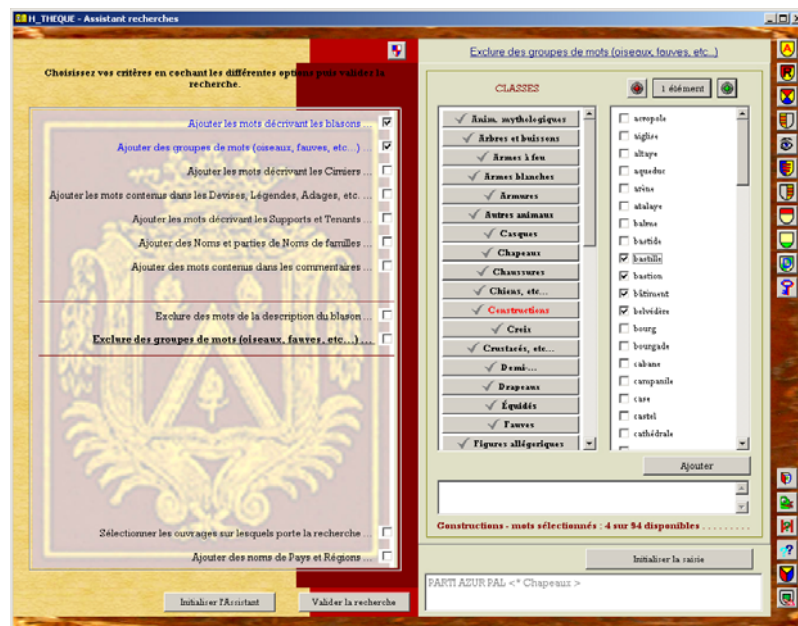 H_THEQUE - Assistant recherches
Choisissez vos critères en cochant les différentes options puis valider la
recherche.
Ajouter les mots décrivant les blasons ...
Ajouter des groupes de mots (oiseaux, fauves, etc...) ...
Ajouter les mots décrivant les Cimiers ...
Ajouter les mots contenus dans les Devises, Légendes, Adages, etc. ...
Ajouter les mots décrivant les Supports et Tenants ...
Ajouter des Noms et parties de Noms de familles ...
Ajouter des mots contenus dans les commentaires ...
Exclure des mots de la description du blason ...
Exclure des groupes de mots (oiseaux, fauves, etc...) ...
Sélectionner les ouvrages sur lesquels porte la recherche ...
Ajouter des noms de Pays et Régions ...
Initialiser l'Assistant
Valider la recherche
Exclure des groupes de mots (oiseaux, fauves, etc...)
CLASSES
1 élément
Anim. mythologiques
Arbres et buissons
Armes à feu
Armes blanches
Armures
Autres animaux
Casques
Chapeaux
Chaussures
Chiens, etc...
Constructions
Croix
Crustacés, etc...
Demi-...
Drapeaux
Équidés
Fauves
Figures allégoriques
acropole
aiglise
altaye
aqueduc
arène
atalaye
balme
bastide
bastille
bastion
bâtiment
belvédère
bourg
bourgade
cabane
campanile
case
castel
cathédrale
Ajouter
Constructions - mots sélectionnés : 4 sur 94 disponibles . . . . . . . . .
Initialiser la saisie
PARTI AZUR PAL <* Chapeaux >